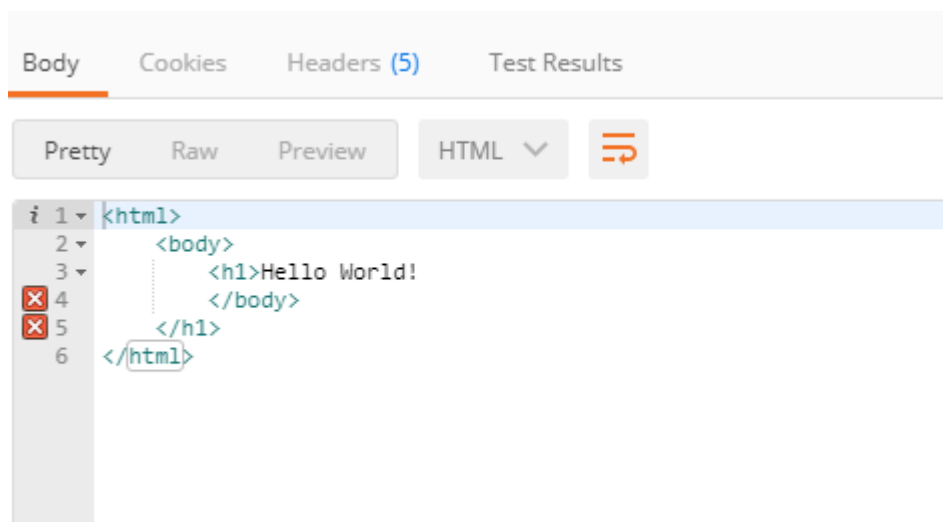 Body Cookies Headers (5) Test Results
Pretty Raw Preview HTML
i 1 <html>
2 <body>
3 <h1>Hello World!
4 </body>
5 </h1>
6 </html>